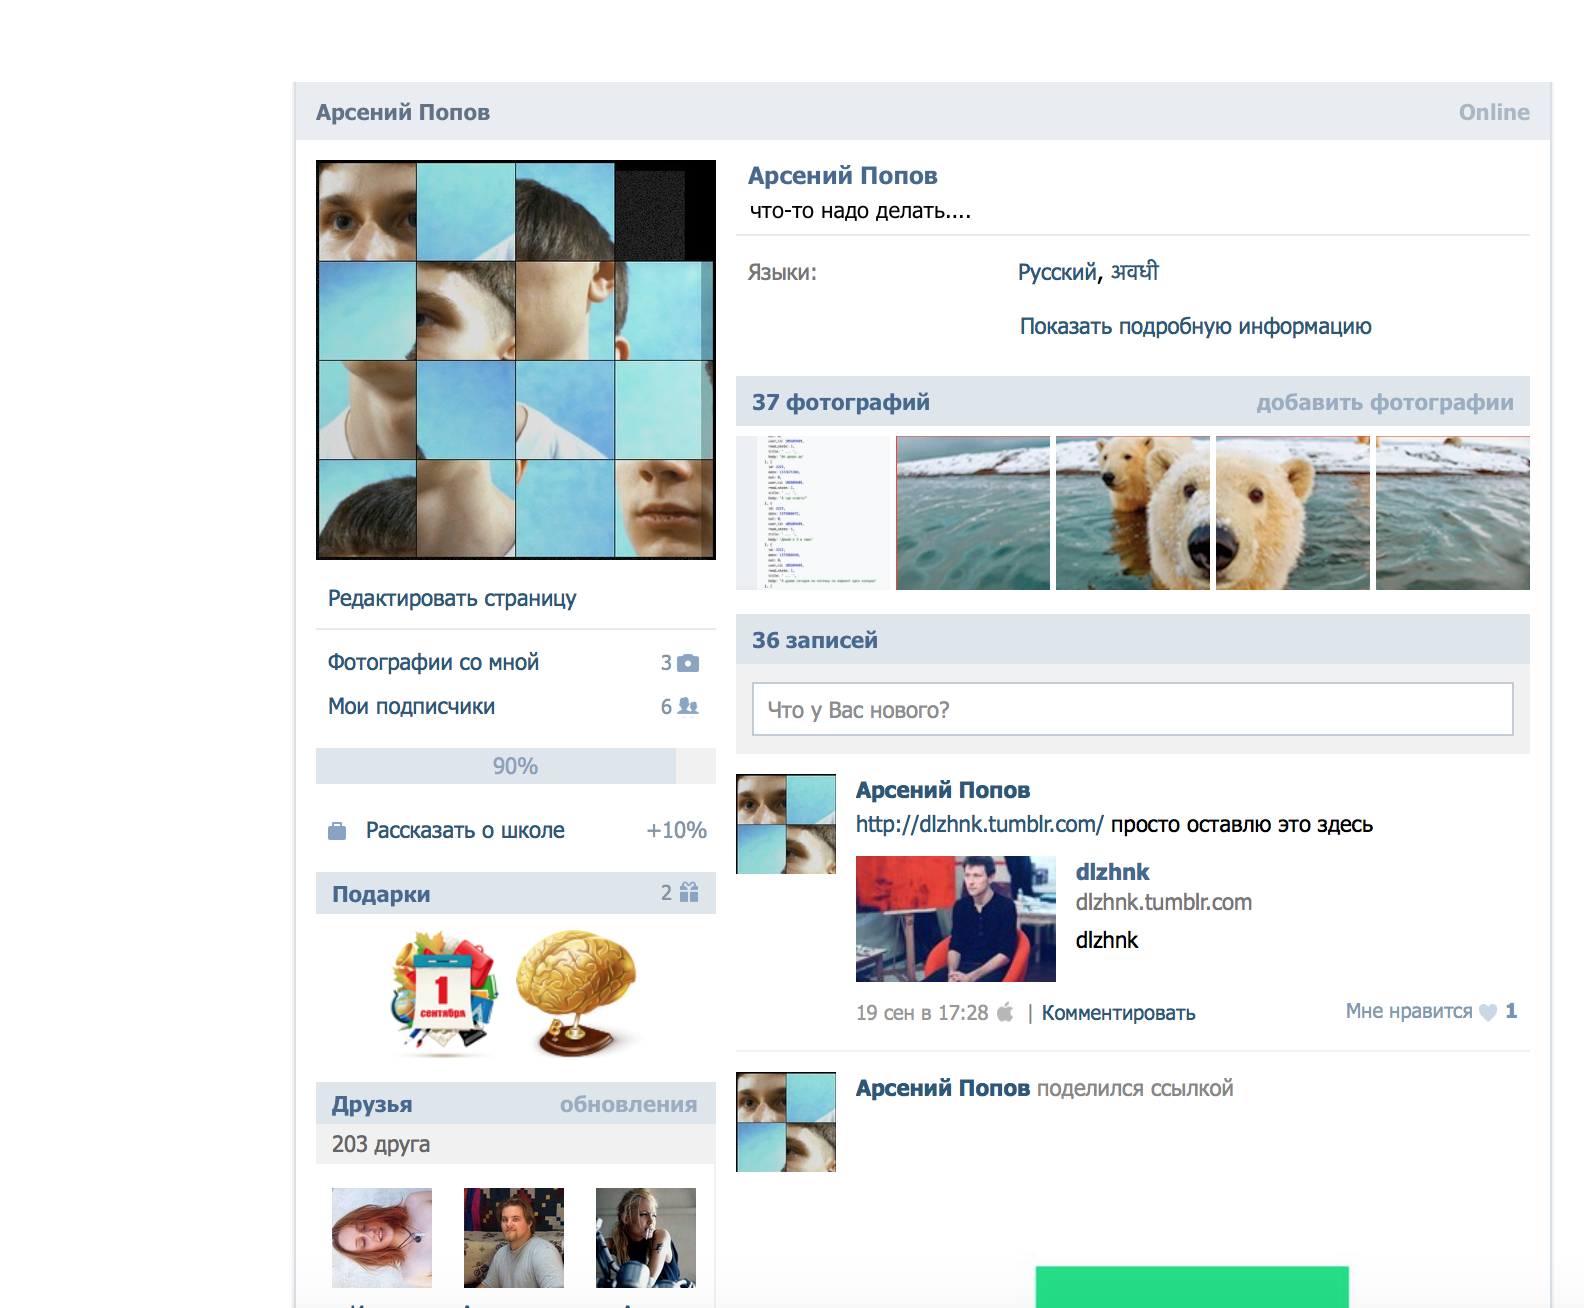 Арсений Попов
Online
Арсений Попов
что-то надо делать....
Языки:
Русский, अवधी
Показать подробную информацию
37 фотографий
добавить фотографии
Редактировать страницу
Фотографии со мной
3
Мои подписчики
6
90%
Рассказать о школе
+10%
Подарки
2
1
сентября
Друзья
обновления
203 друга
36 записей
Что у Вас нового?
Арсений Попов
http://dlzhnk.tumblr.com/ просто оставлю это здесь
dlzhnk
dlzhnk.tumblr.com
dlzhnk
19 сен в 17:28 | Комментировать
Мне нравится 1
Арсений Попов поделился ссылкой